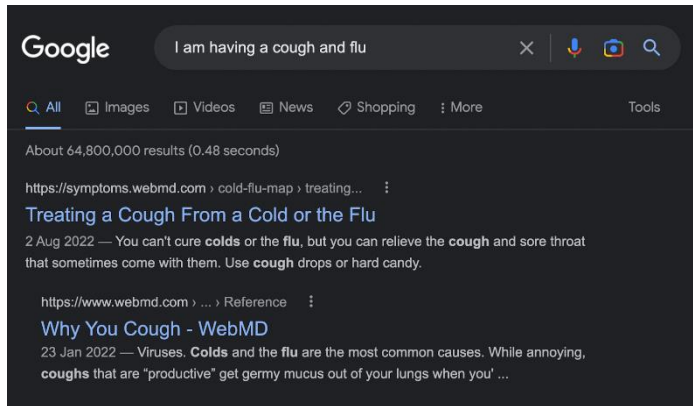 Google
I am having a cough and flu
All Images Videos News Shopping More Tools
About 64,800,000 results (0.48 seconds)
https://symptoms.webmd.com › cold-flu-map › treating...
Treating a Cough From a Cold or the Flu
2 Aug 2022 — You can't cure colds or the flu, but you can relieve the cough and sore throat
that sometimes come with them. Use cough drops or hard candy.
https://www.webmd.com › ... › Reference
Why You Cough - WebMD
23 Jan 2022 — Viruses. Colds and the flu are the most common causes. While annoying,
coughs that are “productive” get germy mucus out of your lungs when you' ...